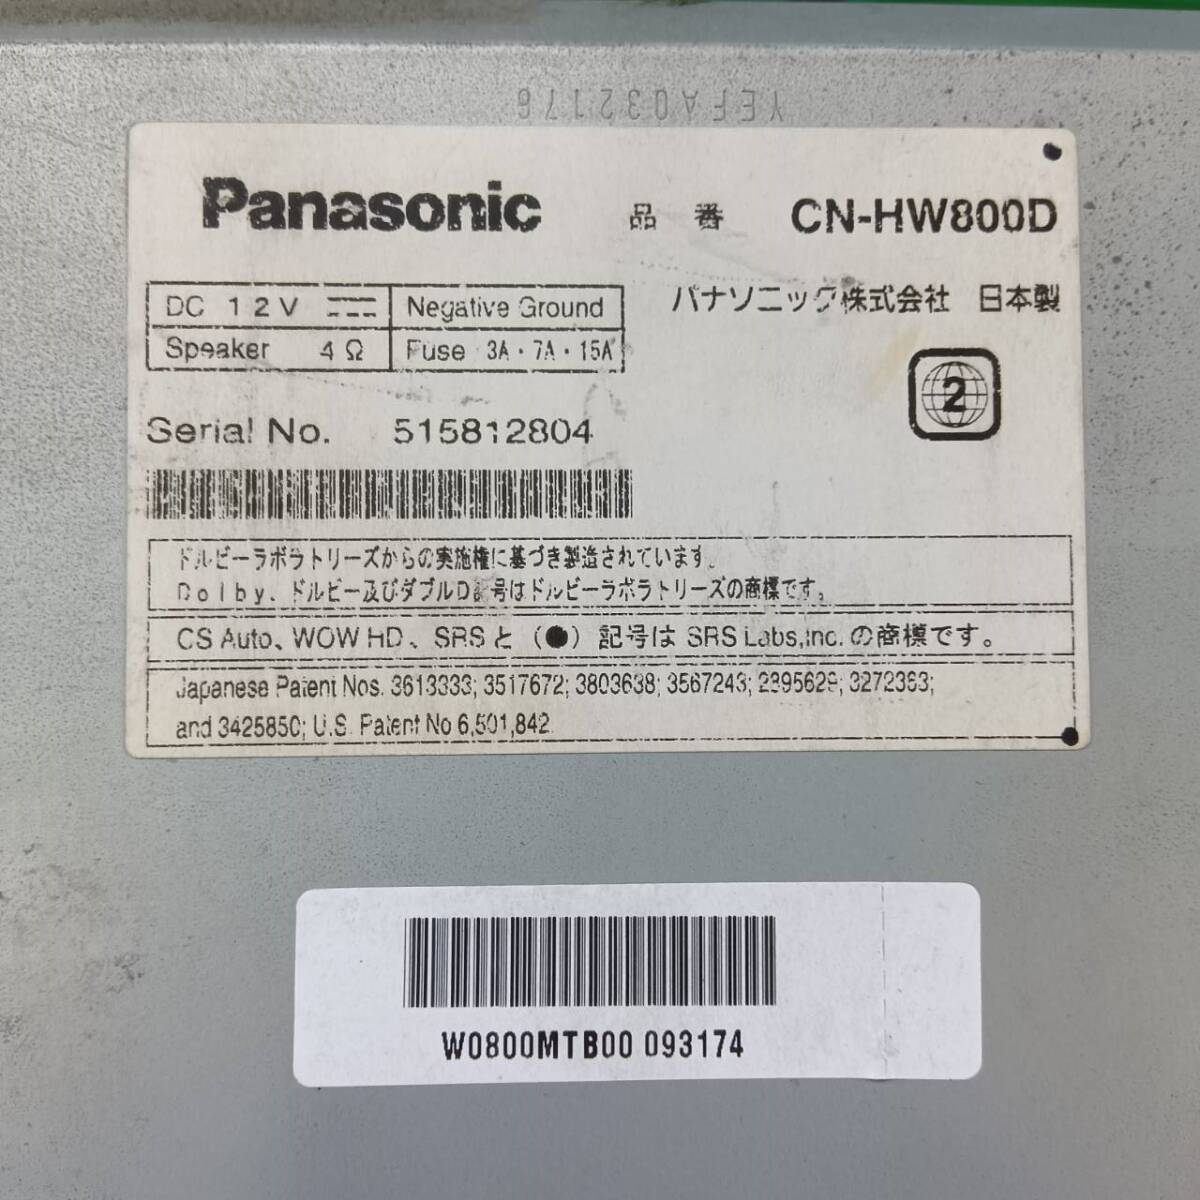 YEFA032176
Panasonic 品番 CN-HW800D
DC 12V Negative Ground
Speaker 4Ω Fuse 3A・7A・15A
パナソニック株式会社 日本製
2
Serial No. 515812804
ドルビーラボラトリーズからの実施権に基づき製造されています。
Dolby、ドルビー及びダブルD記号はドルビーラボラトリーズの商標です。
CS Auto、WOW HD、SRSと（●）記号は SRS Labs,Inc. の商標です。
Japanese Patent Nos. 3613333; 3517672; 3803638; 3567243; 2395629; 3272383;
and 3425850; U.S. Patent No 6,501,842
W0800MTB00 093174